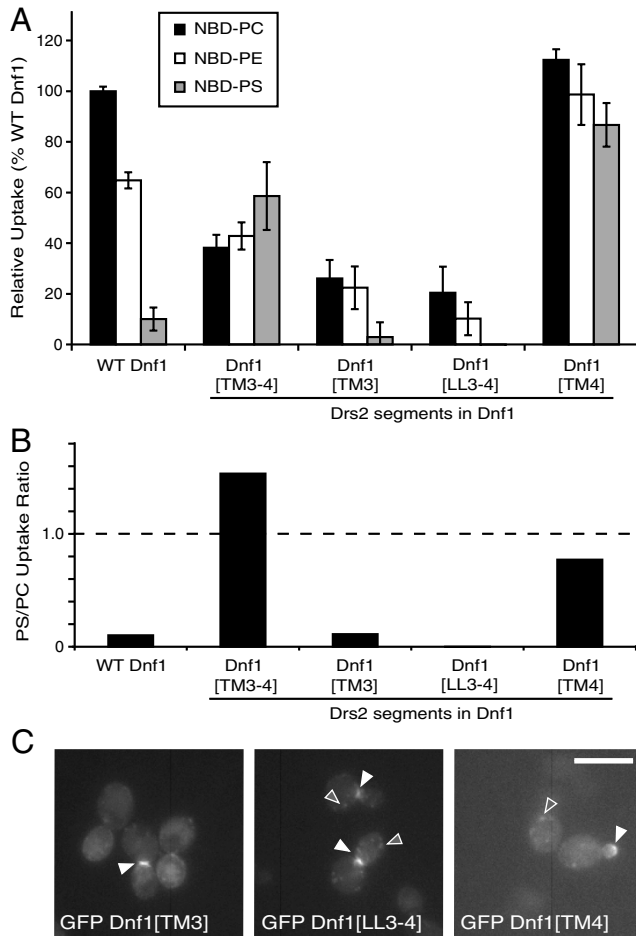 A
Relative Uptake (% WT Dnf1)
120
100
80
60
40
20
0
NBD-PC
NBD-PE
NBD-PS
WT Dnf1
Dnf1
[TM3-4]
Dnf1
[TM3]
Dnf1
[LL3-4]
Dnf1
[TM4]
Drs2 segments in Dnf1
B
PS/PC Uptake Ratio
1.0
0
WT Dnf1
Dnf1
[TM3-4]
Dnf1
[TM3]
Dnf1
[LL3-4]
Dnf1
[TM4]
Drs2 segments in Dnf1
C
GFP Dnf1[TM3]
GFP Dnf1[LL3-4]
GFP Dnf1[TM4]